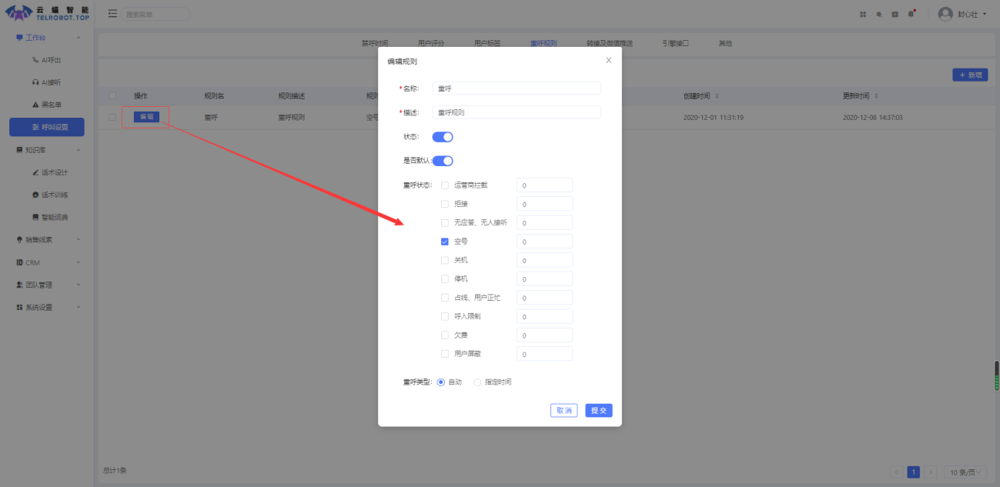 云蝠智能
TELROBOT.TOP
搜索菜单
封心壮
工作台
AI呼出
AI接听
黑名单
呼叫设置
知识库
话术设计
话术训练
智能词典
销售线索
CRM
团队管理
系统设置
禁呼时间 用户评分 用户标签 重呼规则 转接及微信推送 引擎接口 其他
+ 新增
操作 规则名 规则描述 规则 创建时间 更新时间
编辑 重呼 重呼规则 空号 2020-12-01 11:31:19 2020-12-08 14:37:03
编辑规则
*名称: 重呼
*描述: 重呼规则
状态:
是否默认:
重呼状态: 运营商拦截 0
拒接 0
无应答、无人接听 0
空号 0
关机 0
停机 0
占线、用户正忙 0
呼入限制 0
欠费 0
用户屏蔽 0
重呼类型: 自动 指定时间
取消 提交
总计1条
< 1 > 10 条/页